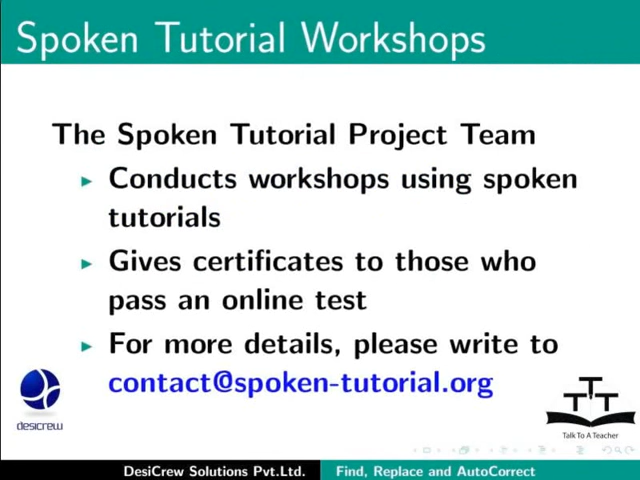 Spoken Tutorial Workshops
The Spoken Tutorial Project Team
Conducts workshops using spoken
tutorials
Gives certificates to those who
pass an online test
For more details, please write to
contact@spoken-tutorial.org
desicrew
TTT
Talk To A Teacher
DesiCrew Solutions Pvt.Ltd. Find, Replace and AutoCorrect